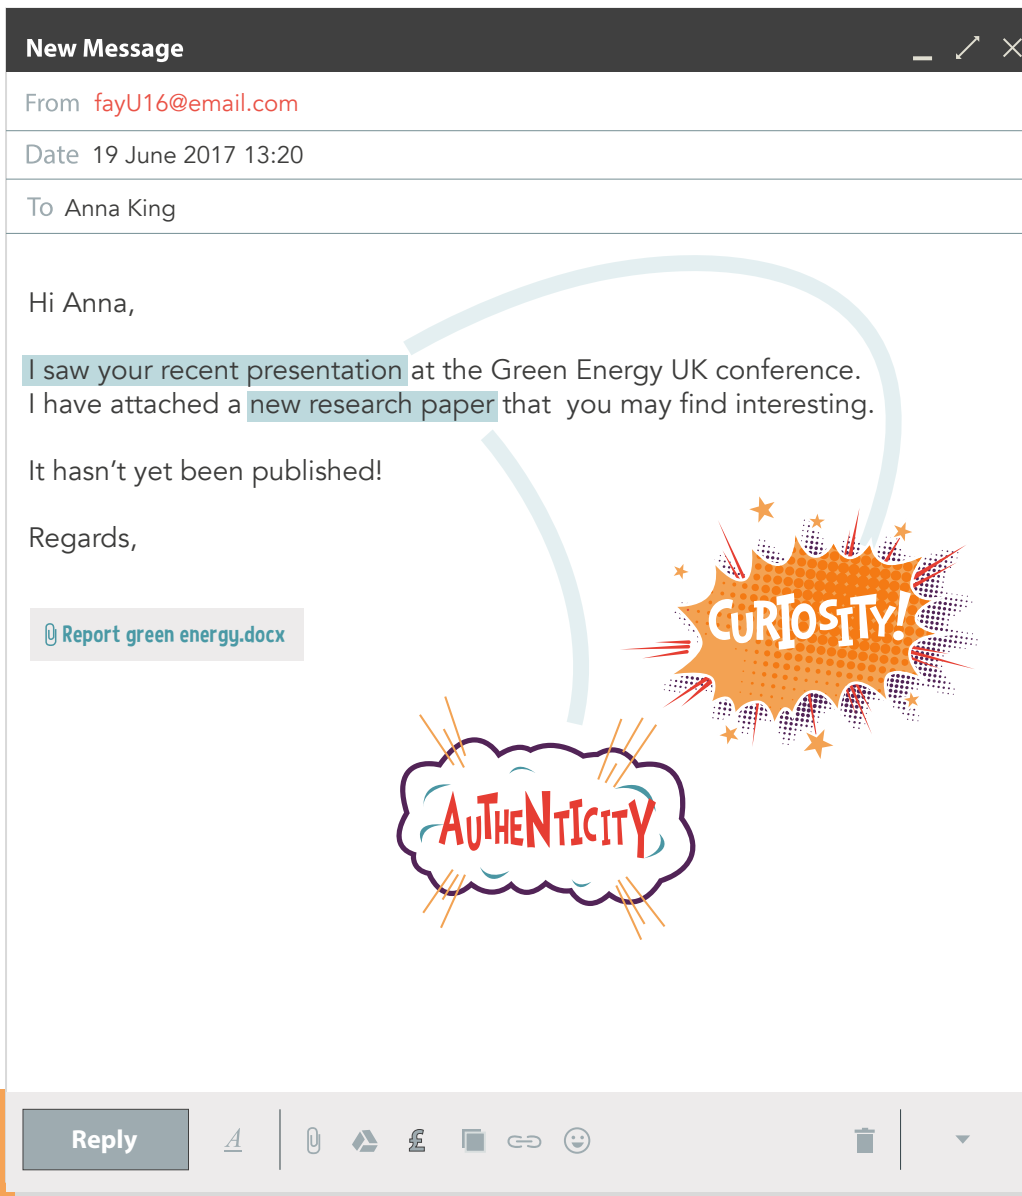 New Message
From fayU16@email.com
Date 19 June 2017 13:20
To Anna King
Hi Anna,
I saw your recent presentation at the Green Energy UK conference.
I have attached a new research paper that you may find interesting.
It hasn't yet been published!
Regards,
CURIOSITY!
Report green energy.docx
AUTHENTICITY
Reply A £